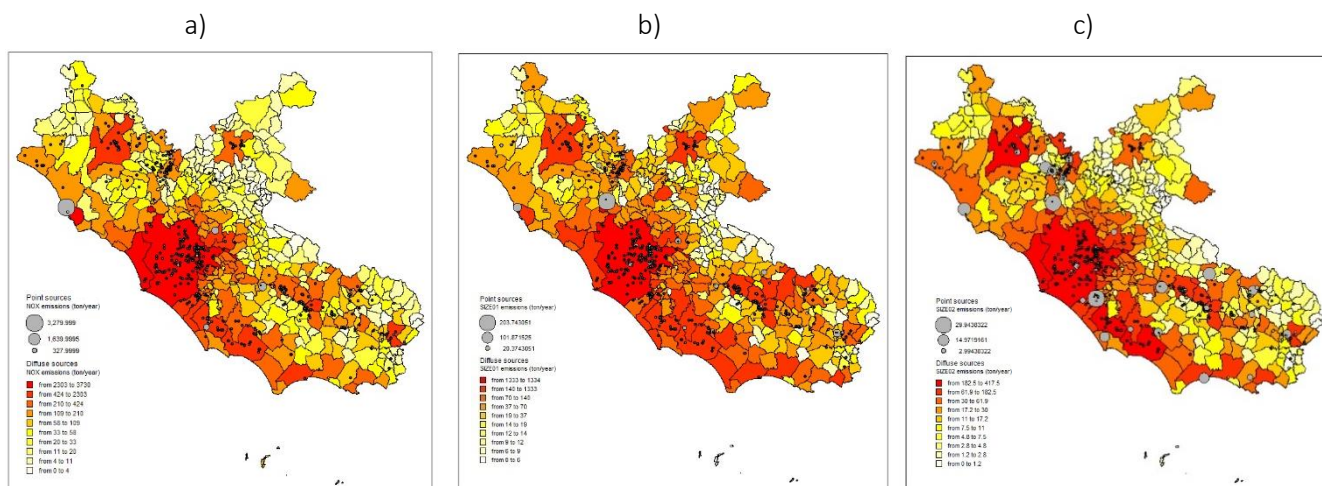 a)
b)
c)
Point sources
NOX emissions (ton/year)
3,279.999
1,639.9995
327.9999
Diffuse sources
NOX emissions (ton/year)
from 2303 to 3730
from 424 to 2303
from 210 to 424
from 109 to 210
from 58 to 109
from 33 to 58
from 20 to 33
from 11 to 20
from 4 to 11
from 0 to 4
Point sources
SIZE01 emissions (ton/year)
203.743051
101.871525
20.3743051
Diffuse sources
SIZE01 emissions (ton/year)
from 1333 to 1334
from 140 to 1333
from 70 to 140
from 37 to 70
from 19 to 37
from 14 to 19
from 12 to 14
from 9 to 12
from 6 to 9
from 0 to 6
Point sources
SIZE02 emissions (ton/year)
29.9438322
14.9719161
2.99438322
Diffuse sources
SIZE02 emissions (ton/year)
from 182.5 to 417.5
from 61.9 to 182.5
from 30 to 61.9
from 17.2 to 30
from 11 to 17.2
from 7.5 to 11
from 4.8 to 7.5
from 2.8 to 4.8
from 1.2 to 2.8
from 0 to 1.2